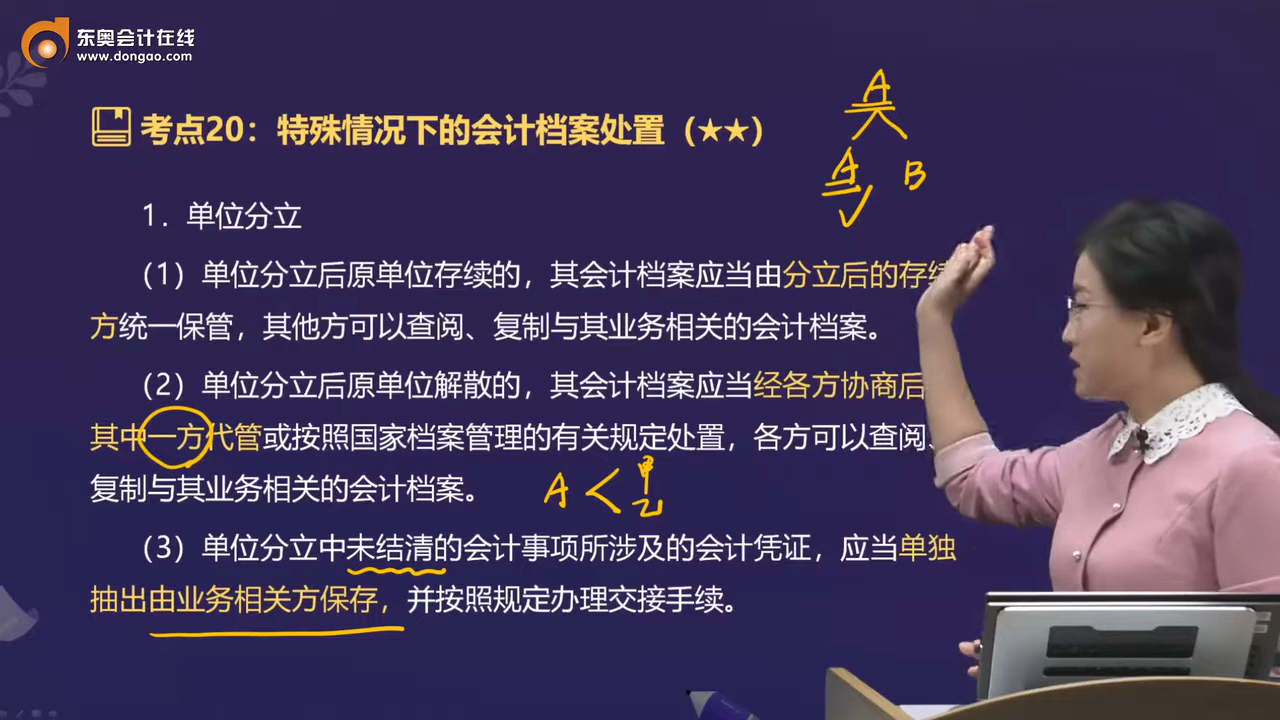 东奥会计在线
www.dongao.com
考点20：特殊情况下的会计档案处置（★★）
A
A B
1．单位分立
（1）单位分立后原单位存续的，其会计档案应当由分立后的存续
方统一保管，其他方可以查阅、复制与其业务相关的会计档案。
（2）单位分立后原单位解散的，其会计档案应当经各方协商后
其中一方代管或按照国家档案管理的有关规定处置，各方可以查阅、
复制与其业务相关的会计档案。
A < 甲
乙
（3）单位分立中未结清的会计事项所涉及的会计凭证，应当单独
抽出由业务相关方保存，并按照规定办理交接手续。